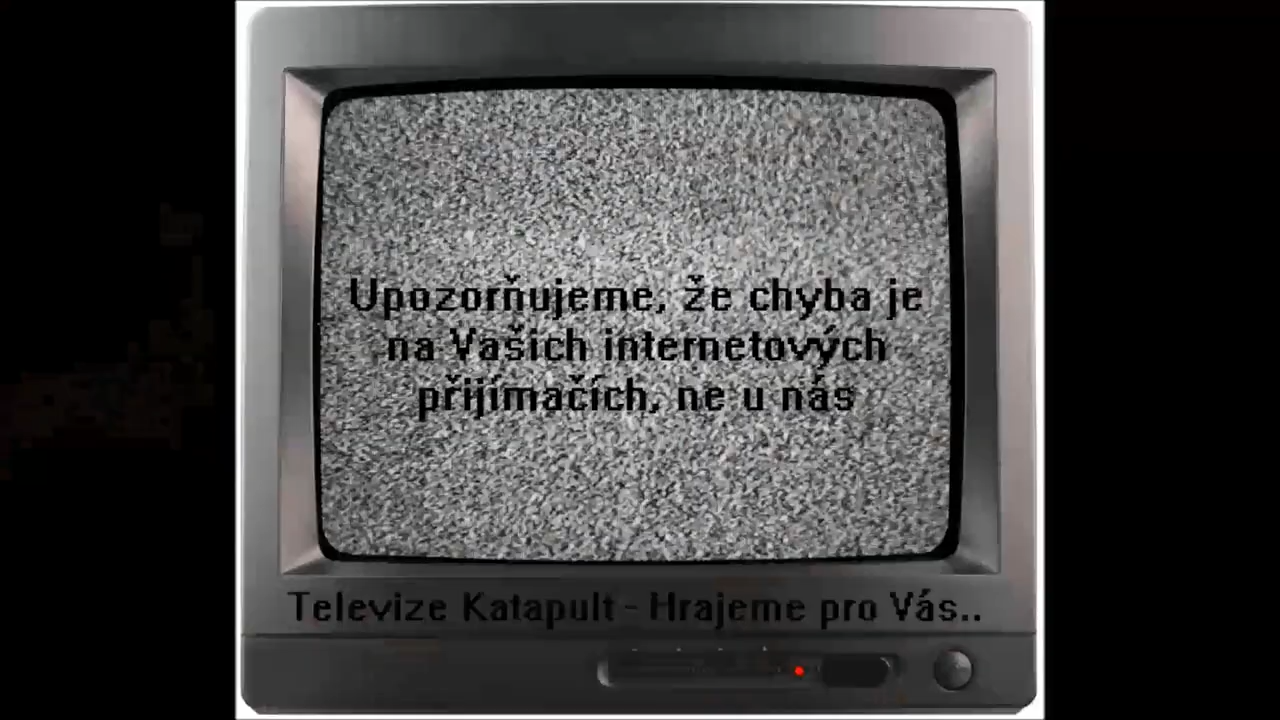 Upozorňujeme, že chyba je
na Vašich internetových
přijímačích, ne u nás
Televize Katapult - Hrajeme pro Vás..